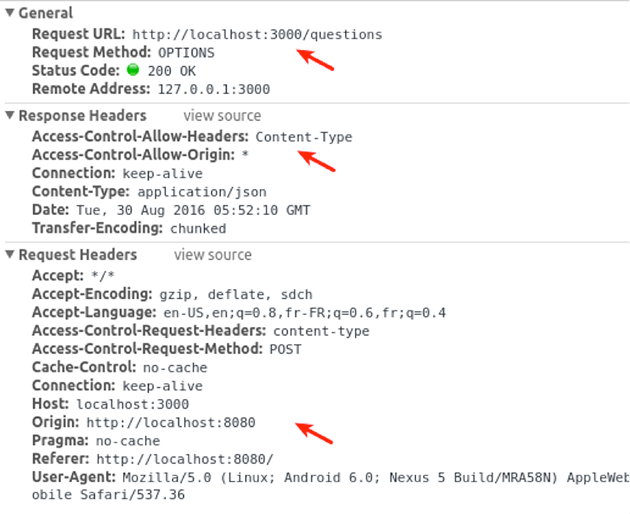 General
Request URL: http://localhost:3000/questions
Request Method: OPTIONS
Status Code: 200 OK
Remote Address: 127.0.0.1:3000
Response Headers view source
Access-Control-Allow-Headers: Content-Type
Access-Control-Allow-Origin: *
Connection: keep-alive
Content-Type: application/json
Date: Tue, 30 Aug 2016 05:52:10 GMT
Transfer-Encoding: chunked
Request Headers view source
Accept: */*
Accept-Encoding: gzip, deflate, sdch
Accept-Language: en-US,en;q=0.8,fr-FR;q=0.6,fr;q=0.4
Access-Control-Request-Headers: content-type
Access-Control-Request-Method: POST
Cache-Control: no-cache
Connection: keep-alive
Host: localhost:3000
Origin: http://localhost:8080
Pragma: no-cache
Referer: http://localhost:8080/
User-Agent: Mozilla/5.0 (Linux; Android 6.0; Nexus 5 Build/MRA58N) AppleWeb
obile Safari/537.36